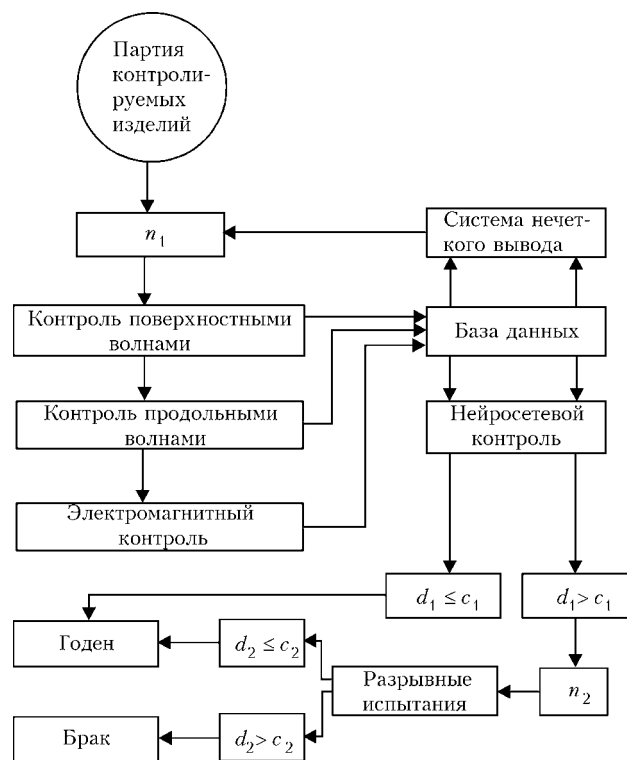 Партия
контроли-
руемых
изделий
n₁
Система нечет-
кого вывода
Контроль поверхностными
волнами
База данных
Контроль продольными
волнами
Нейросетевой
контроль
Электромагнитный
контроль
d₁ ≤ c₁
d₁> c₁
Годен
d₂ ≤ c₂
Разрывные
испытания
n₂
Брак
d₂> c₂